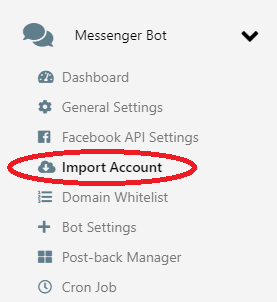 Messenger Bot
Dashboard
General Settings
Facebook API Settings
Import Account
Domain Whitelist
Bot Settings
Post-back Manager
Cron Job